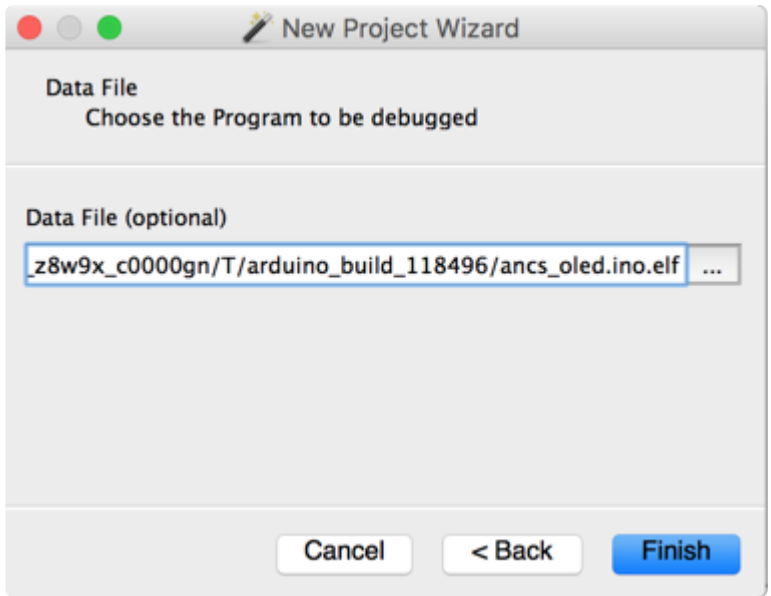 New Project Wizard
Data File
Choose the Program to be debugged
Data File (optional)
_z8w9x_c0000gn/T/arduino_build_118496/ancs_oled.ino.elf ...
Cancel < Back Finish